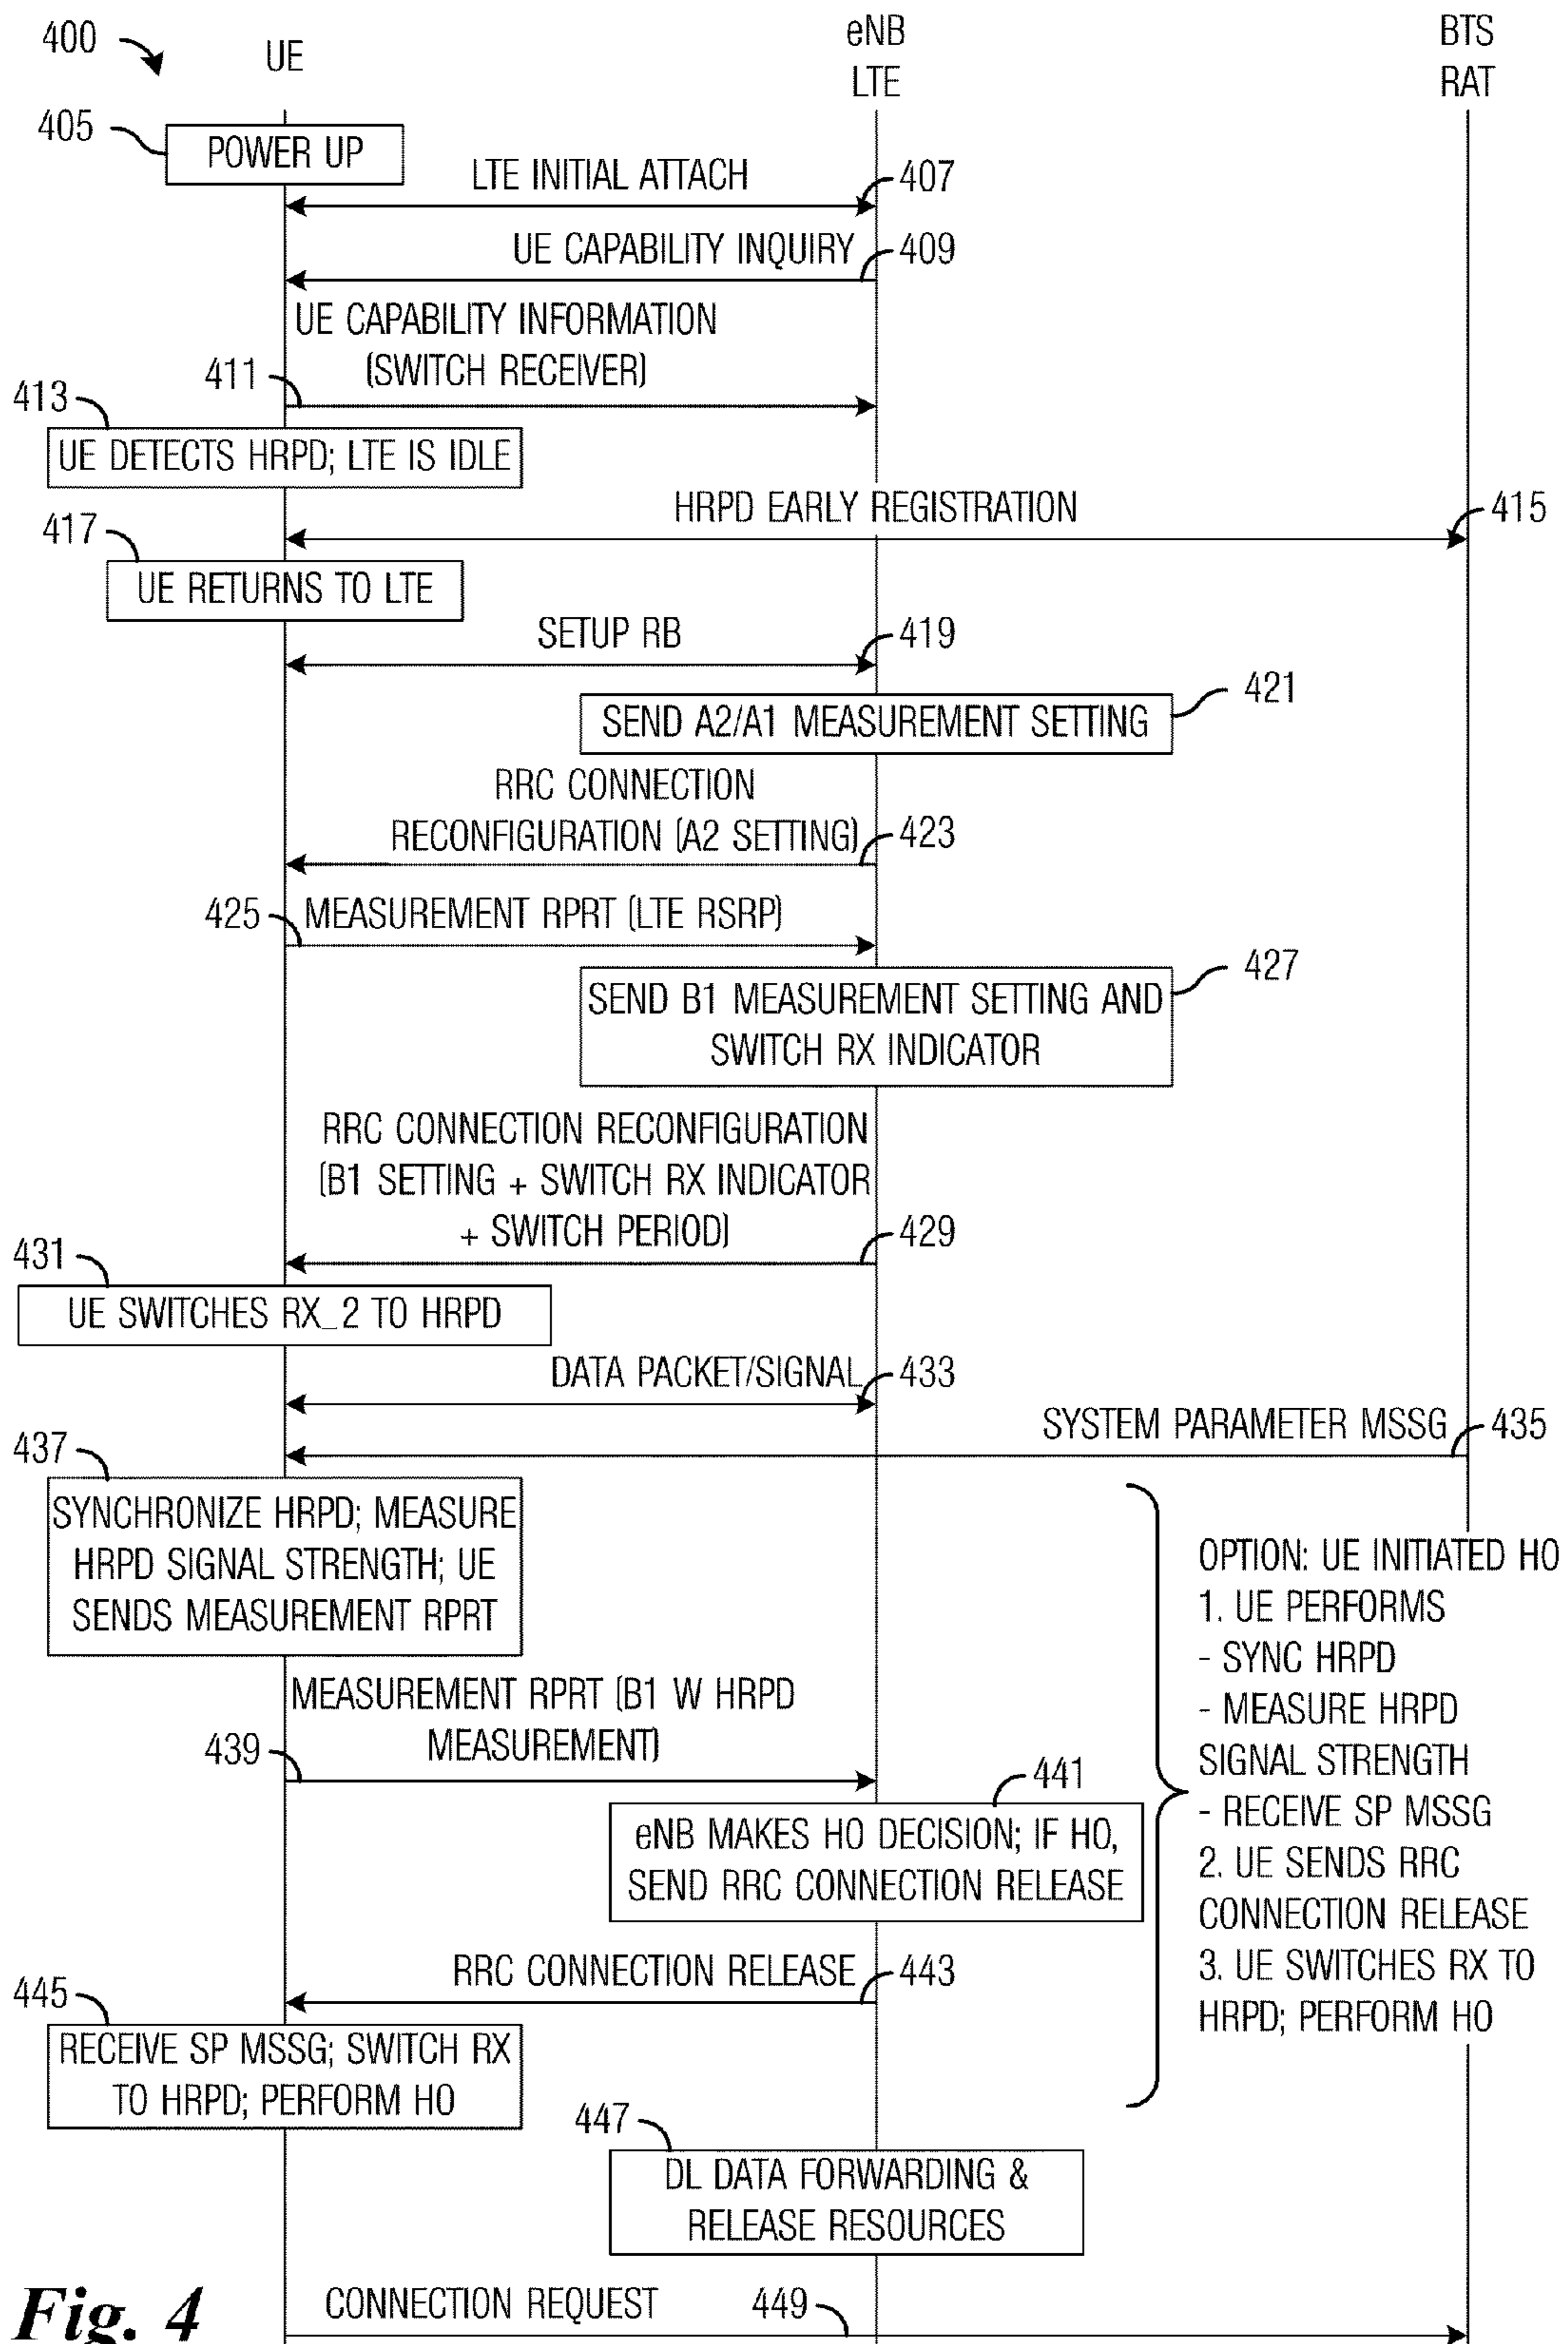 400
UE
eNB
LTE
BTS
RAT
405
POWER UP
LTE INITIAL ATTACH
407
UE CAPABILITY INQUIRY
409
UE CAPABILITY INFORMATION
(SWITCH RECEIVER)
411
413
UE DETECTS HRPD; LTE IS IDLE
HRPD EARLY REGISTRATION
415
417
UE RETURNS TO LTE
SETUP RB
419
421
SEND A2/A1 MEASUREMENT SETTING
RRC CONNECTION
RECONFIGURATION (A2 SETTING)
423
425
MEASUREMENT RPRT (LTE RSRP)
427
SEND B1 MEASUREMENT SETTING AND
SWITCH RX INDICATOR
RRC CONNECTION RECONFIGURATION
(B1 SETTING + SWITCH RX INDICATOR
+ SWITCH PERIOD)
429
431
UE SWITCHES RX_2 TO HRPD
DATA PACKET/SIGNAL
433
SYSTEM PARAMETER MSSG
435
437
SYNCHRONIZE HRPD; MEASURE
HRPD SIGNAL STRENGTH; UE
SENDS MEASUREMENT RPRT
MEASUREMENT RPRT (B1 W HRPD
MEASUREMENT)
439
441
eNB MAKES HO DECISION; IF HO,
SEND RRC CONNECTION RELEASE
RRC CONNECTION RELEASE
443
445
RECEIVE SP MSSG; SWITCH RX
TO HRPD; PERFORM HO
OPTION: UE INITIATED HO
1. UE PERFORMS
- SYNC HRPD
- MEASURE HRPD
SIGNAL STRENGTH
- RECEIVE SP MSSG
2. UE SENDS RRC
CONNECTION RELEASE
3. UE SWITCHES RX TO
HRPD; PERFORM HO
447
DL DATA FORWARDING &
RELEASE RESOURCES
CONNECTION REQUEST
449
Fig. 4